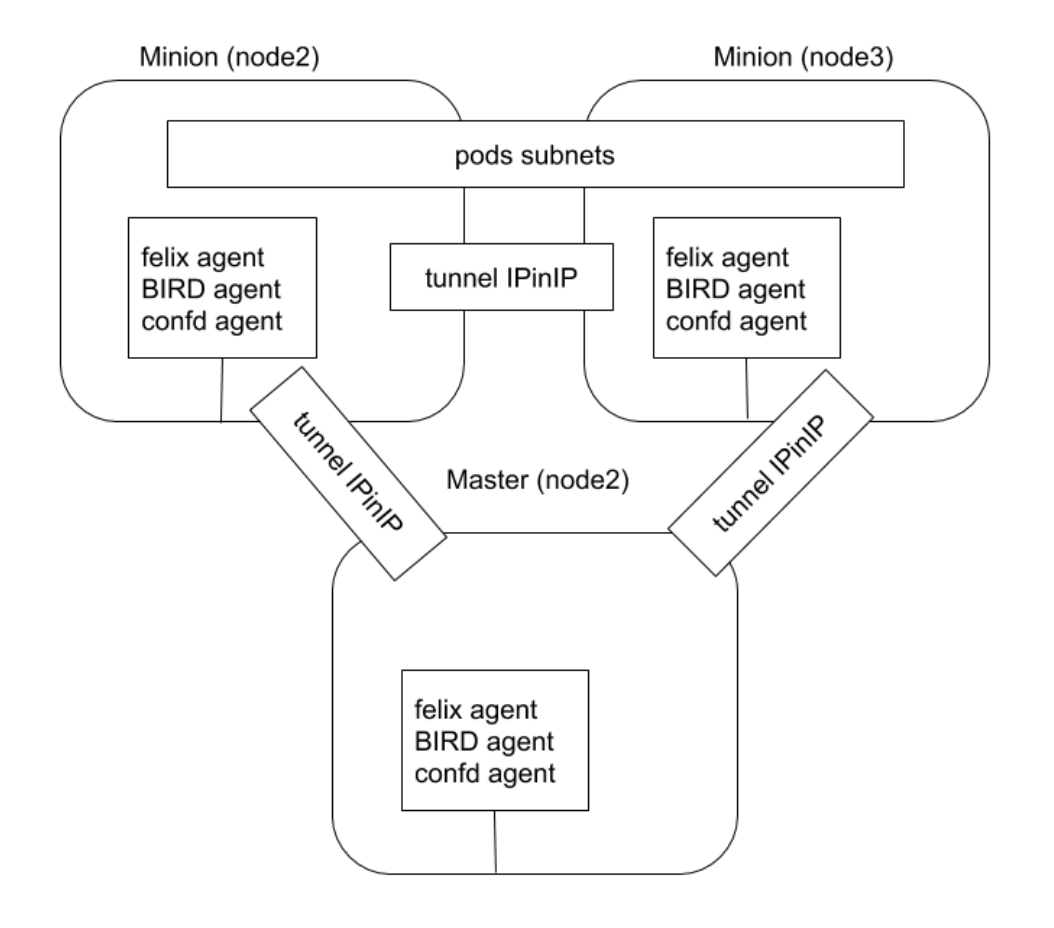 Minion (node2)
Minion (node3)
pods subnets
felix agent
BIRD agent
confd agent
tunnel IPinIP
felix agent
BIRD agent
confd agent
tunnel IPinIP
tunnel IPinIP
Master (node2)
felix agent
BIRD agent
confd agent